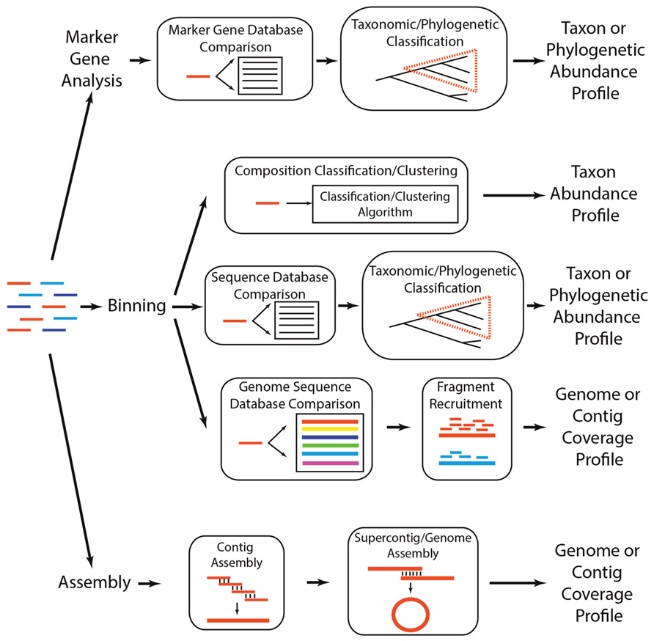 Marker
Gene
Analysis
Marker Gene Database
Comparison
Taxonomic/Phylogenetic
Classification
Taxon or
Phylogenetic
Abundance
Profile
Composition Classification/Clustering
Classification/Clustering
Algorithm
Taxon
Abundance
Profile
Binning
Sequence Database
Comparison
Taxonomic/Phylogenetic
Classification
Taxon or
Phylogenetic
Abundance
Profile
Genome Sequence
Database Comparison
Fragment
Recruitment
Genome or
Contig
Coverage
Profile
Assembly
Contig
Assembly
Supercontig/Genome
Assembly
Genome or
Contig
Coverage
Profile